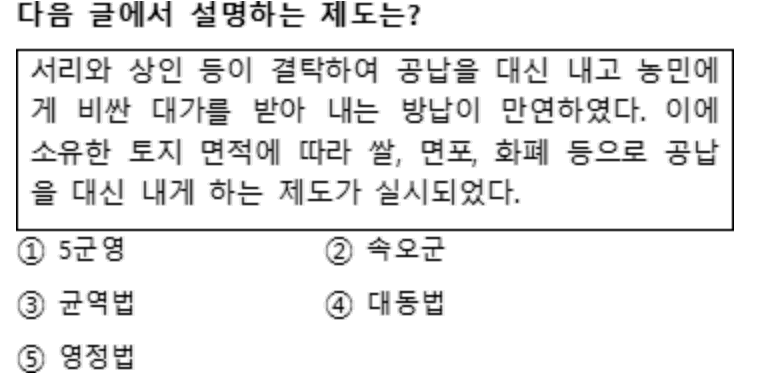 다음 글에서 설명하는 제도는?
서리와 상인 등이 결탁하여 공납을 대신 내고 농민에
게 비싼 대가를 받아 내는 방납이 만연하였다. 이에
소유한 토지 면적에 따라 쌀, 면포, 화폐 등으로 공납
을 대신 내게 하는 제도가 실시되었다.
① 5군영 ② 속오군
③ 균역법 ④ 대동법
⑤ 영정법